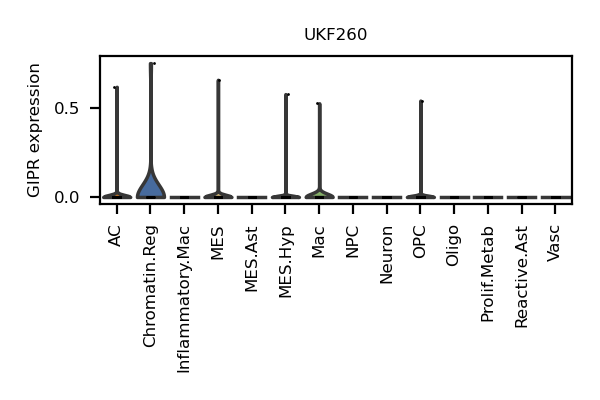 UKF260
GIPR expression
0.5
0.0
AC
Chromatin.Reg
Inflammatory.Mac
MES
MES.Ast
MES.Hyp
Mac
NPC
Neuron
OPC
Oligo
Prolif.Metab
Reactive.Ast
Vasc